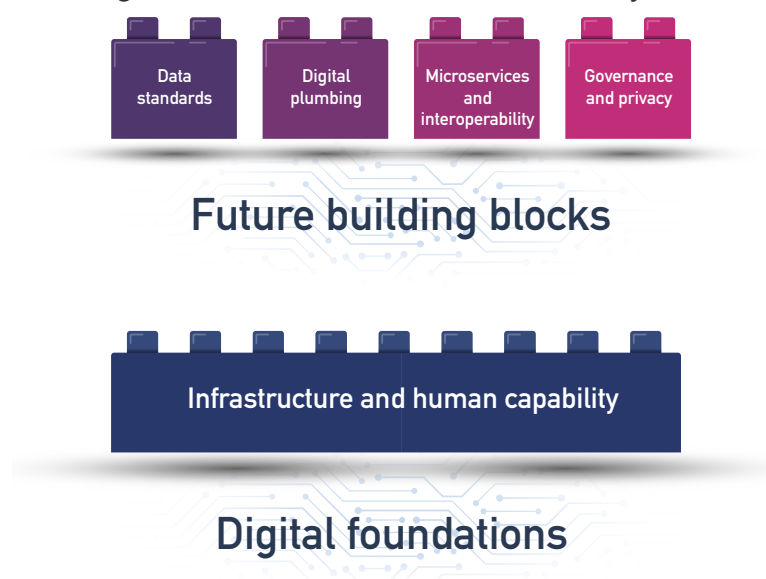 Data
standards
Digital
plumbing
Microservices
and
interoperability
Governance
and privacy
Future building blocks
Infrastructure and human capability
Digital foundations